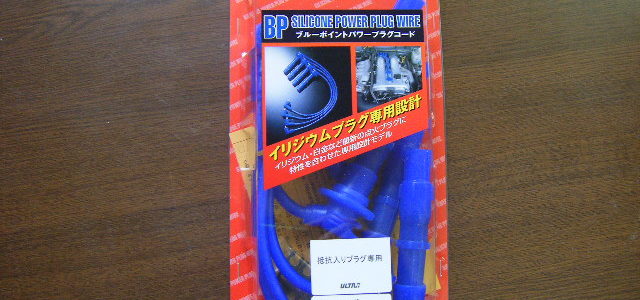 BP SILICONE POWER PLUG WIRE
ブルーポイントパワープラグコード
イリジウムプラグ専用設計
イリジウム・白金など最新の点火プラグに
特性を合わせた専用設計モデル
抵抗入りプラグ専用
ULTRA